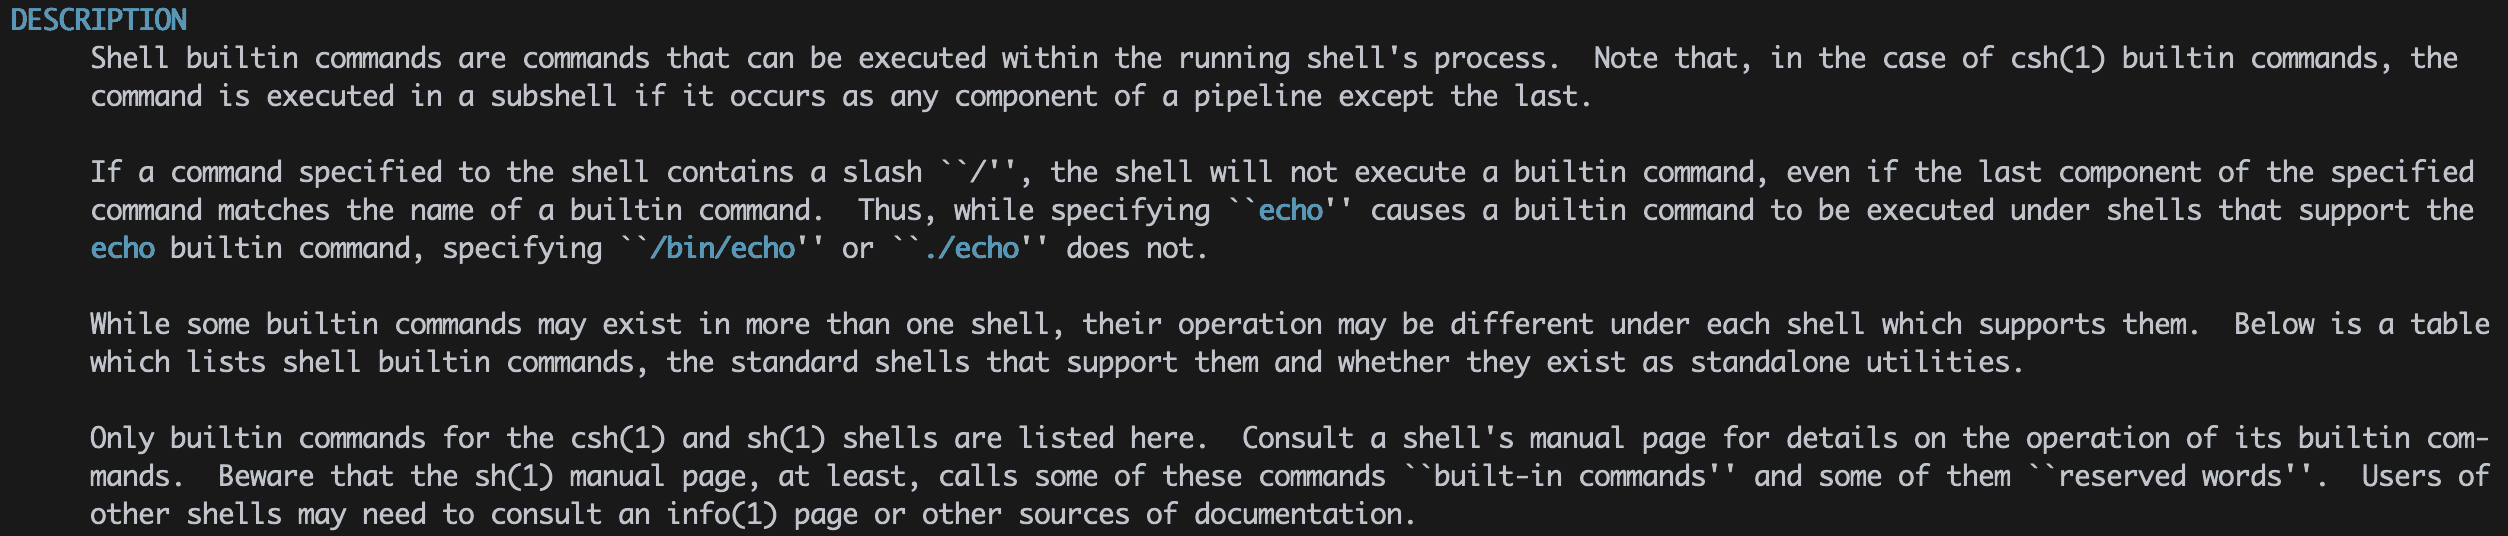 DESCRIPTION
Shell builtin commands are commands that can be executed within the running shell's process.  Note that, in the case of csh(1) builtin commands, the
command is executed in a subshell if it occurs as any component of a pipeline except the last.
If a command specified to the shell contains a slash ``/'', the shell will not execute a builtin command, even if the last component of the specified
command matches the name of a builtin command.  Thus, while specifying ``echo'' causes a builtin command to be executed under shells that support the
echo builtin command, specifying ``/bin/echo'' or ``./echo'' does not.
While some builtin commands may exist in more than one shell, their operation may be different under each shell which supports them.  Below is a table
which lists shell builtin commands, the standard shells that support them and whether they exist as standalone utilities.
Only builtin commands for the csh(1) and sh(1) shells are listed here.  Consult a shell's manual page for details on the operation of its builtin com-
mands.  Beware that the sh(1) manual page, at least, calls some of these commands ``built-in commands'' and some of them ``reserved words''.  Users of
other shells may need to consult an info(1) page or other sources of documentation.